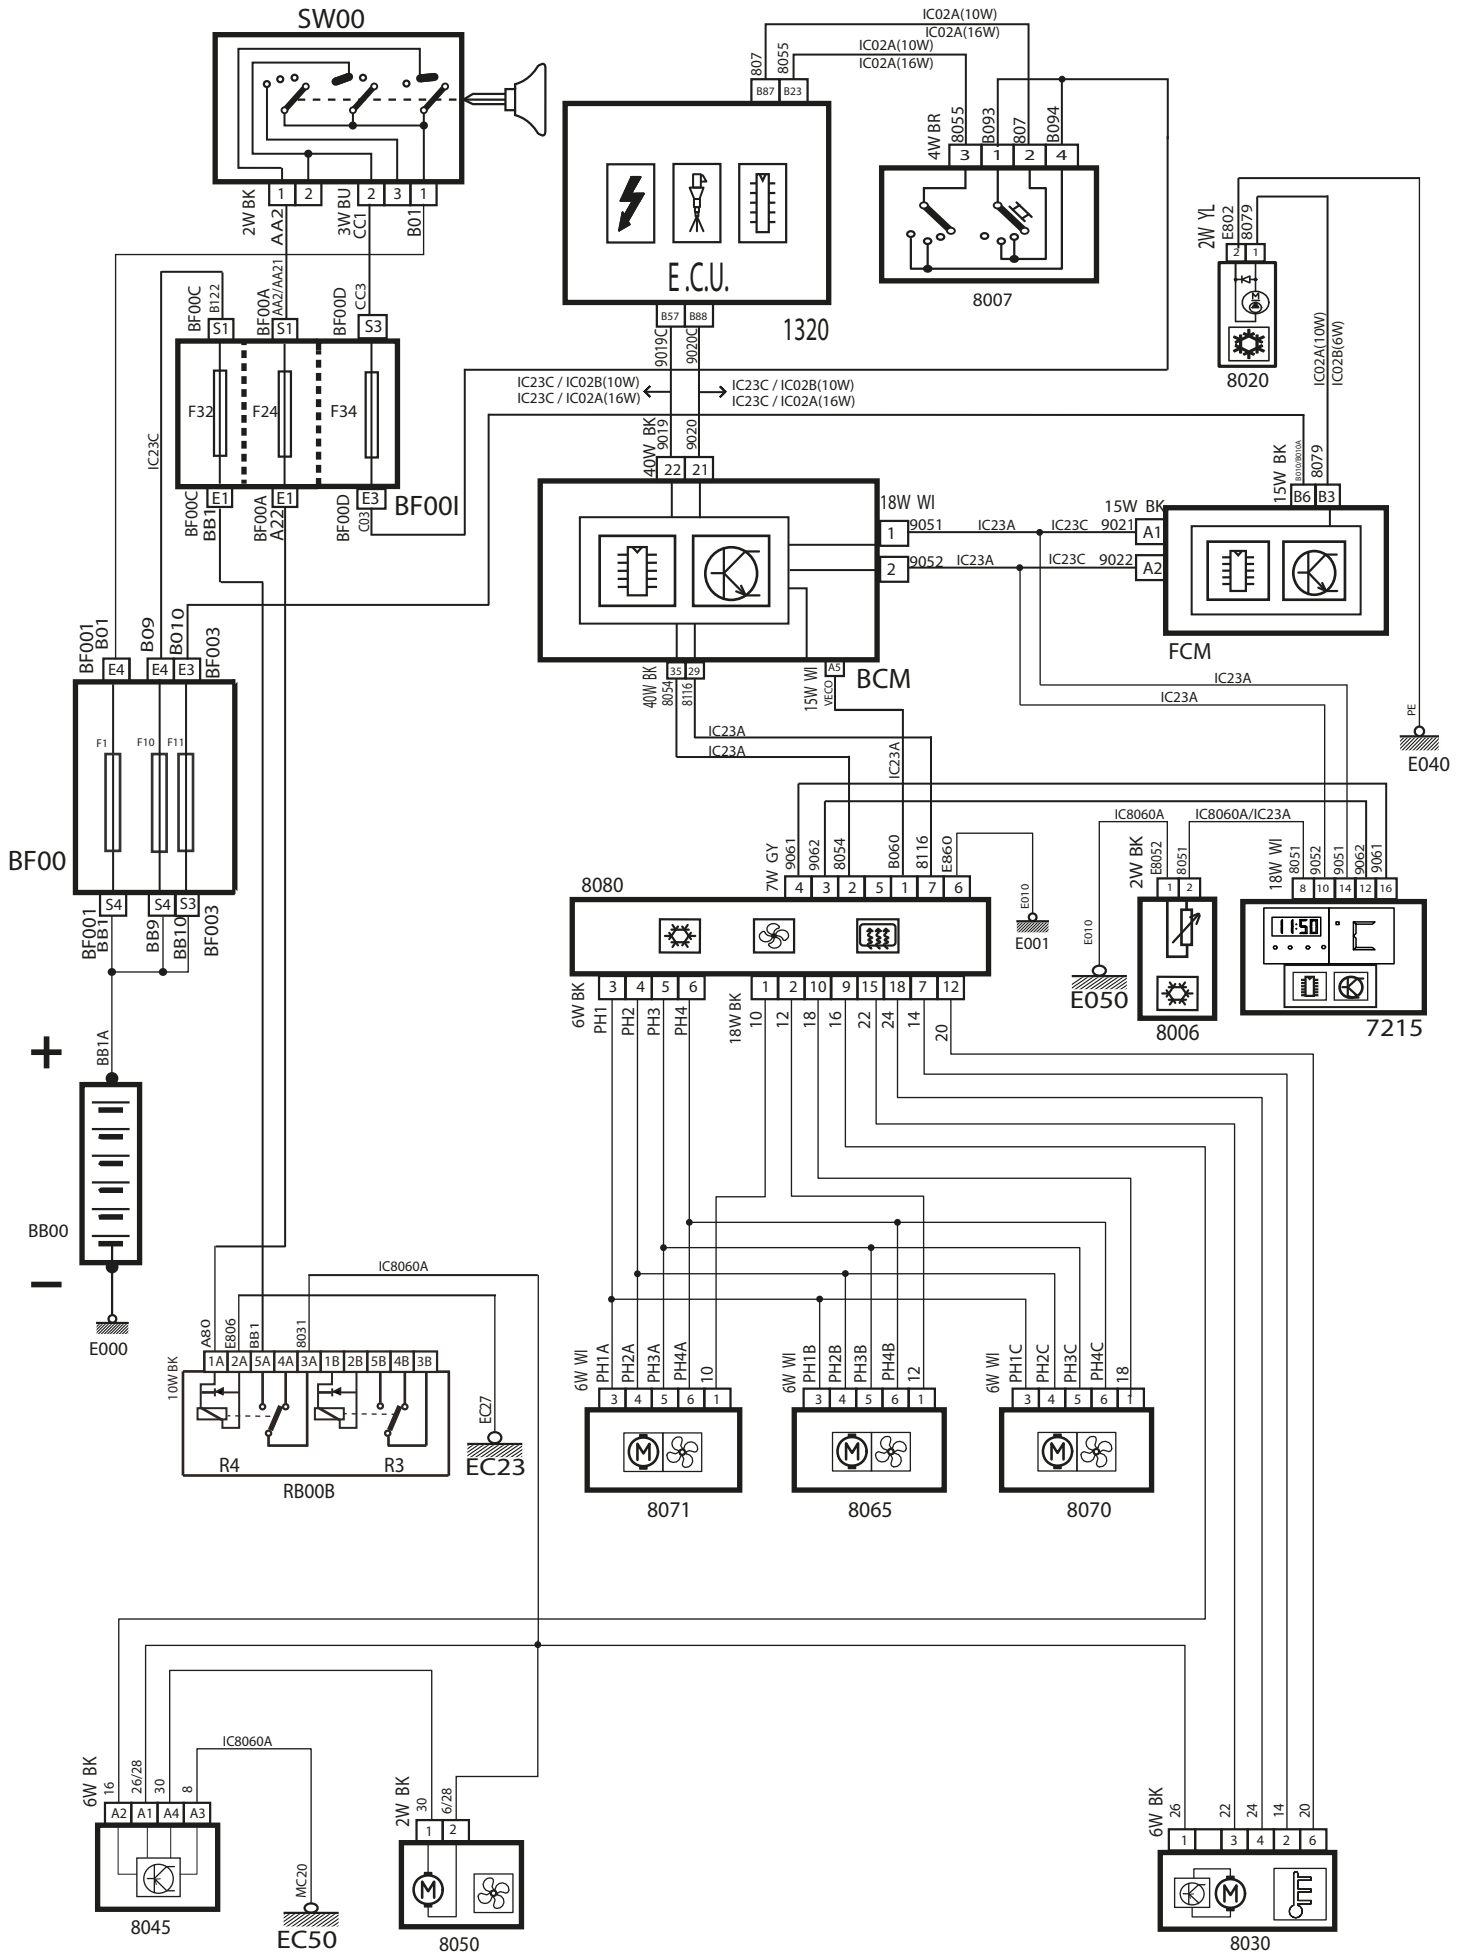 SW00
IC02A(10W)
IC02A(16W)
IC02A(10W)
IC02A(16W)
807
8055
B87 B23
4W BR
8055
B093
807
B094
3 1 2 4
8007
1 2
2 3 1
2W BK
AA2
3W BU
CC1
B01
E.C.U.
1320
B57 B88
9019C
9020C
2W YL
E802
8079
2 1
8020
IC02A(10W)
IC02B(6W)
BF00C
B122
BF00A
AA2/AA21
BF00D
CC3
S1 S1 S3
F32 F24 F34
E1 E1 E3
BF00I
BF00C
BB1
BF00A
A22
BF00D
C03
IC23C
IC23C / IC02B(10W)
IC23C / IC02A(16W)
IC23C / IC02B(10W)
IC23C / IC02A(16W)
40W BK
9019
9020
22 21
18W WI
1 9051 IC23A IC23C 9021 A1
2 9052 IC23A IC23C 9022 A2
15W BK
15W BK
B010/B010A
8079
B6 B3
FCM
BCM
35 29
A5
40W BK
8054
8116
15W WI
VECO
IC23A
IC23A
IC23A
IC23A
IC23A
PE
E040
BF001
B01
B09
B010
BF003
E4 E4 E3
F1 F10 F11
BF00
S4 S4 S3
BF001
BB1
BB9
BB10
BF003
BB1A
+
BB00
−
E000
8080
7W GY
9061
9062
8054
B060
8116
E860
4 3 2 5 1 7 6
E010
E001
IC8060A
IC8060A/IC23A
E010
E050
2W BK
E8052
8051
1 2
8006
18W WI
8051
9052
9051
9062
9061
8 10 14 12 16
11:50
7215
3 4 5 6
1 2 10 9 15 18 7 12
6W BK
PH1
PH2
PH3
PH4
18W BK
10
12
18
16
22
24
14
20
IC8060A
10W BK
A80
E806
BB1
8031
1A 2A 5A 4A 3A 1B 2B 5B 4B 3B
R4 R3
RB00B
EC27
EC23
6W WI
PH1A
PH2A
PH3A
PH4A
10
3 4 5 6 1
M
8071
6W WI
PH1B
PH2B
PH3B
PH4B
12
3 4 5 6 1
M
8065
6W WI
PH1C
PH2C
PH3C
PH4C
18
3 4 5 6 1
M
8070
6W BK
16
26/28
30
8
IC8060A
A2 A1 A4 A3
8045
MC20
EC50
2W BK
30
6/28
1 2
M
8050
6W BK
26
22
24
14
20
1 3 4 2 6
M
8030